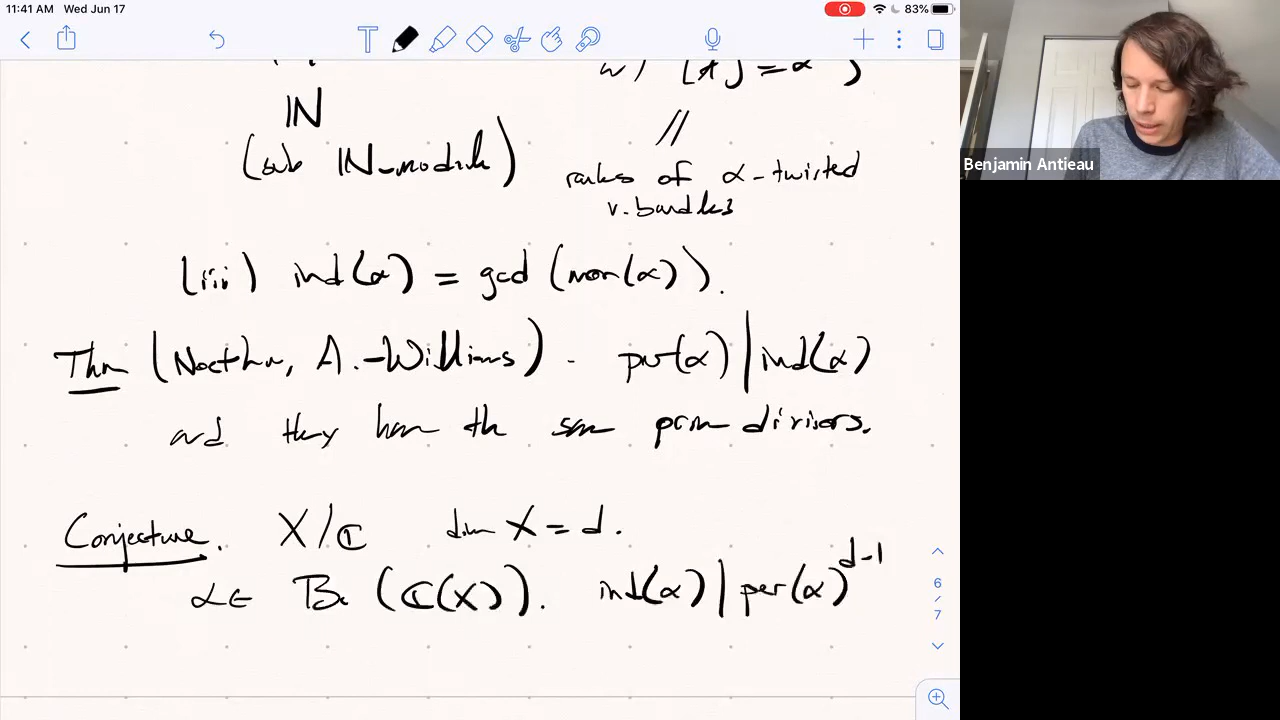 11:41 AM Wed Jun 17
83%
w/ [A] = α )
IN
//
(sub IN-module)
ranks of α-twisted
v. bundles
(iii) ind(α) = gcd (mor(α)).
Thm (Noether, A.-Williams). per(α) | ind(α)
and they have the same prime divisors.
Conjecture. X/ℂ dim X = d.
α ∈ Br (ℂ(X)). ind(α) | per(α)^{d-1}
6
/
7
Benjamin Antieau